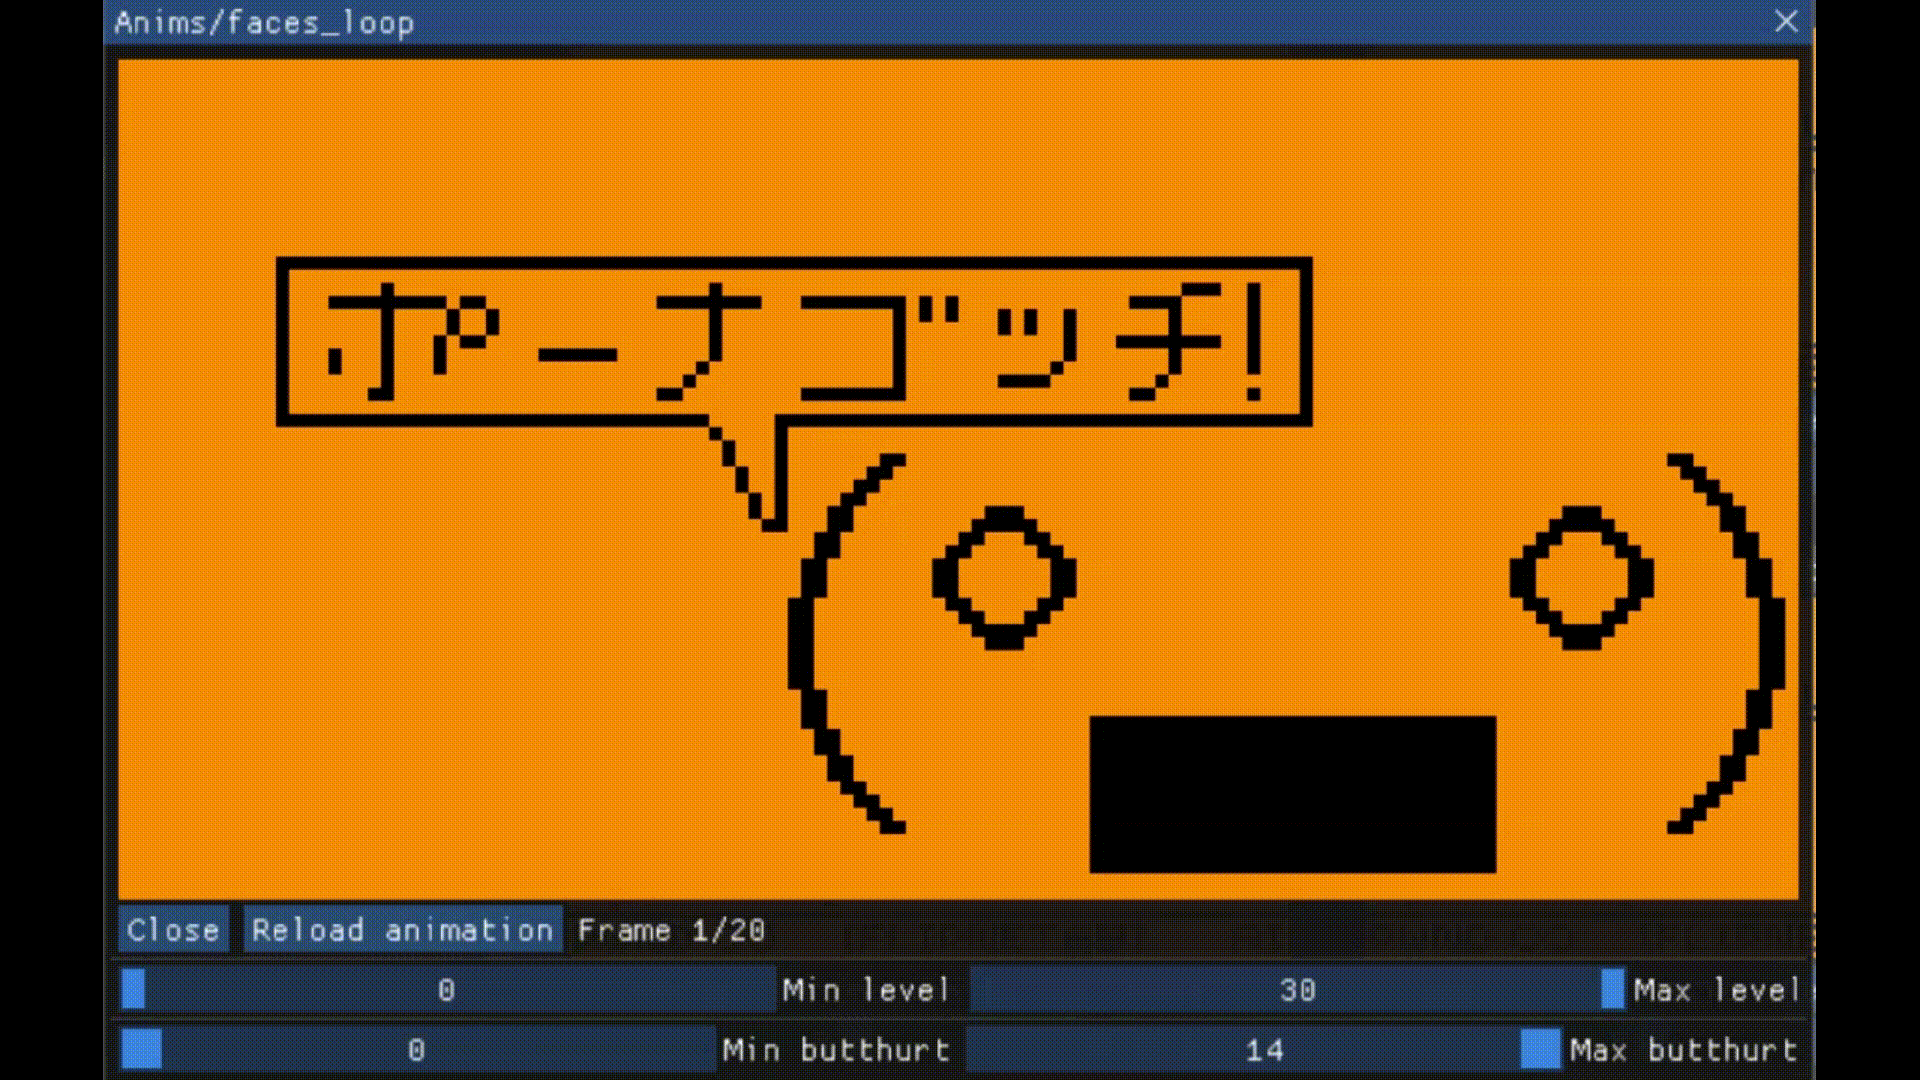 Anims/faces_loop
ポーナゴッチ!
Close Reload animation Frame 1/20
0 Min level 30 Max level
0 Min butthurt 14 Max butthurt